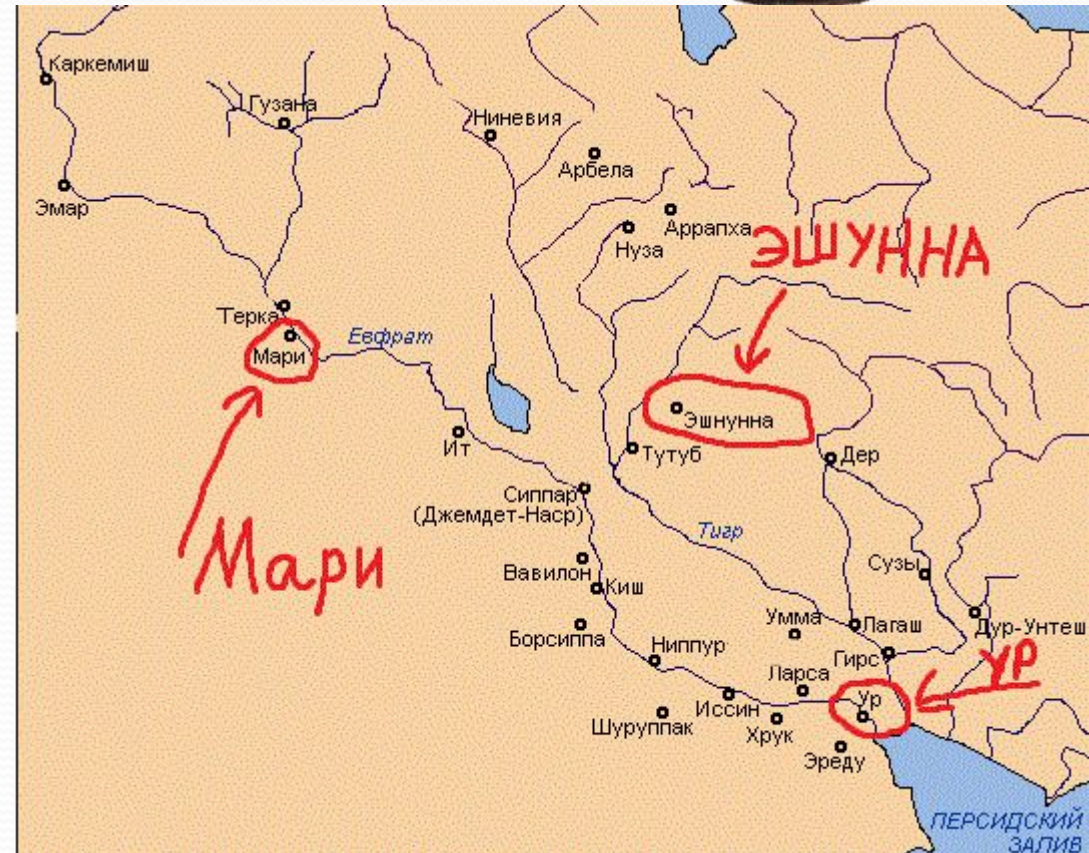 Каркемиш
Гузана
Ниневия
Арбела
Эмар
Аррапха
Нуза
ЭШУННА
Терка
Мари
Евфрат
Эшнунна
Ит
Тутуб
Дер
Сиппар
(Джемдет-Наср)
Тигр
Мари
Вавилон
Киш
Сузы
Борсиппа
Умма
Лагаш
Дур-Унтеш
Ниппур
Гирс
УР
Ларса
Иссин
Ур
Шуруппак
Хрук
Эреду
ПЕРСИДСКИЙ
ЗАЛИВ